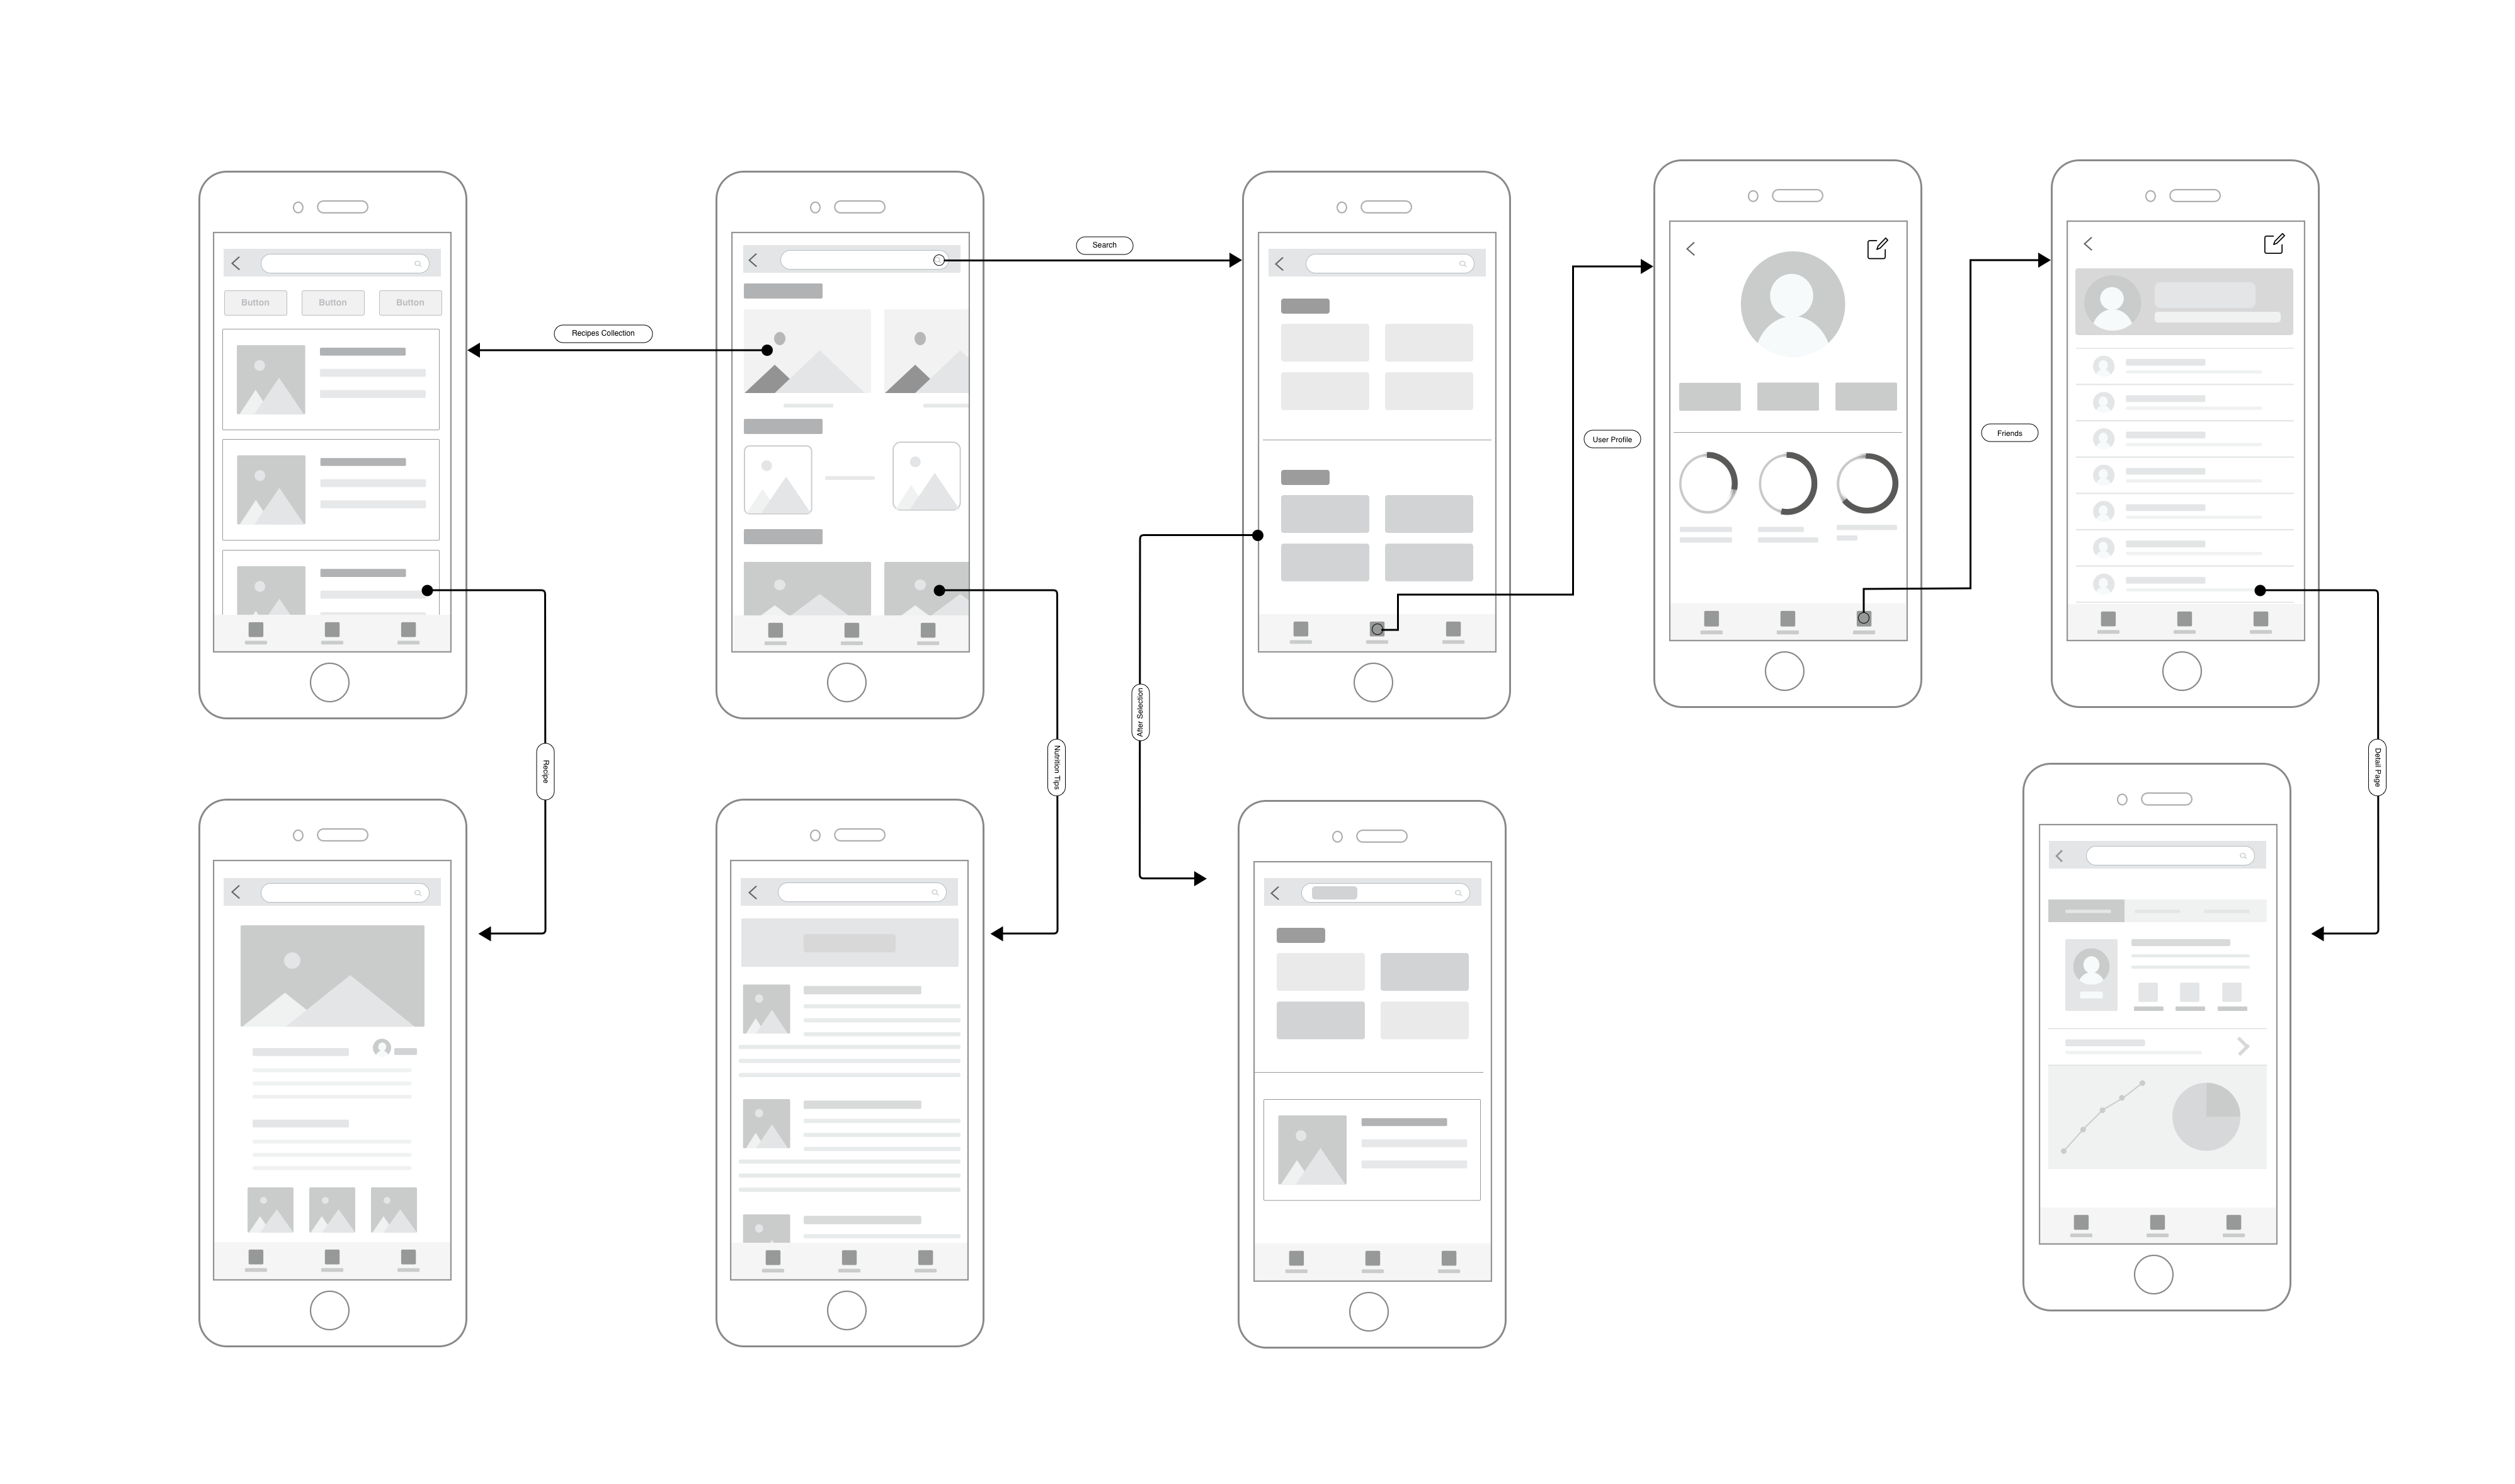 Search
Button
Button
Button
Recipes Collection
User Profile
Friends
After Selection
Recipe
Nutrition Tips
Detail Page